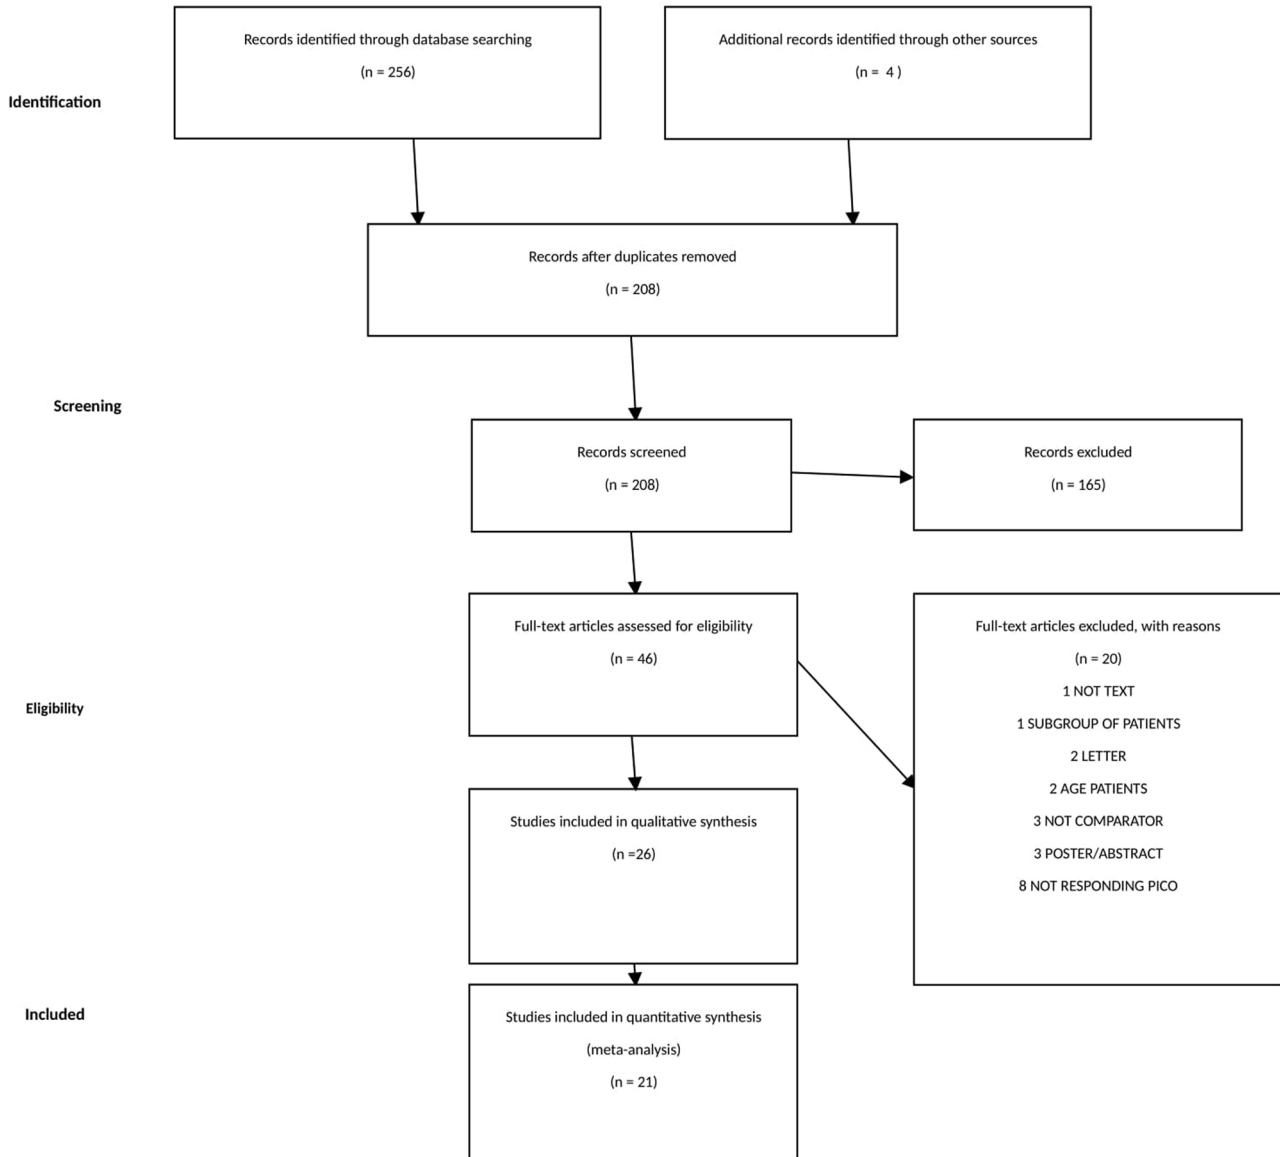 Records identified through database searching
(n = 256)
Additional records identified through other sources
(n =  4 )
Identification
Records after duplicates removed
(n = 208)
Screening
Records screened
(n = 208)
Records excluded
(n = 165)
Full-text articles assessed for eligibility
(n = 46)
Full-text articles excluded, with reasons
(n = 20)
1 NOT TEXT
1 SUBGROUP OF PATIENTS
2 LETTER
2 AGE PATIENTS
3 NOT COMPARATOR
3 POSTER/ABSTRACT
8 NOT RESPONDING PICO
Eligibility
Studies included in qualitative synthesis
(n =26)
Included
Studies included in quantitative synthesis
(meta-analysis)
(n = 21)